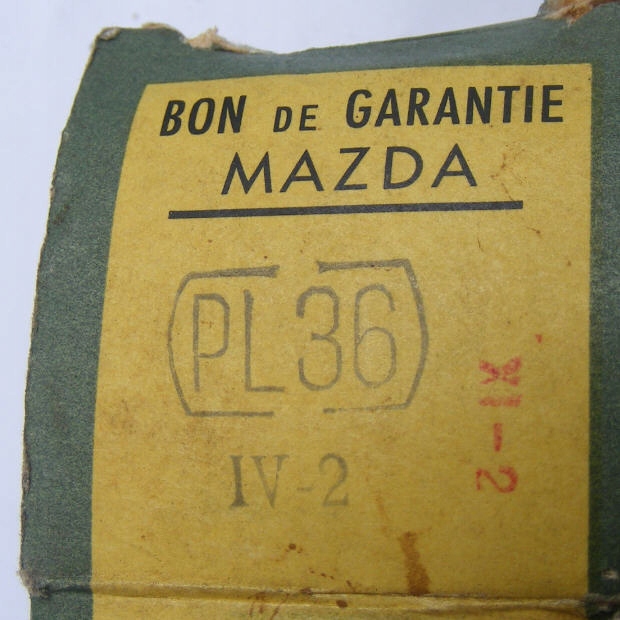 BON DE GARANTIE
MAZDA
PL36
IV-2
XI-2